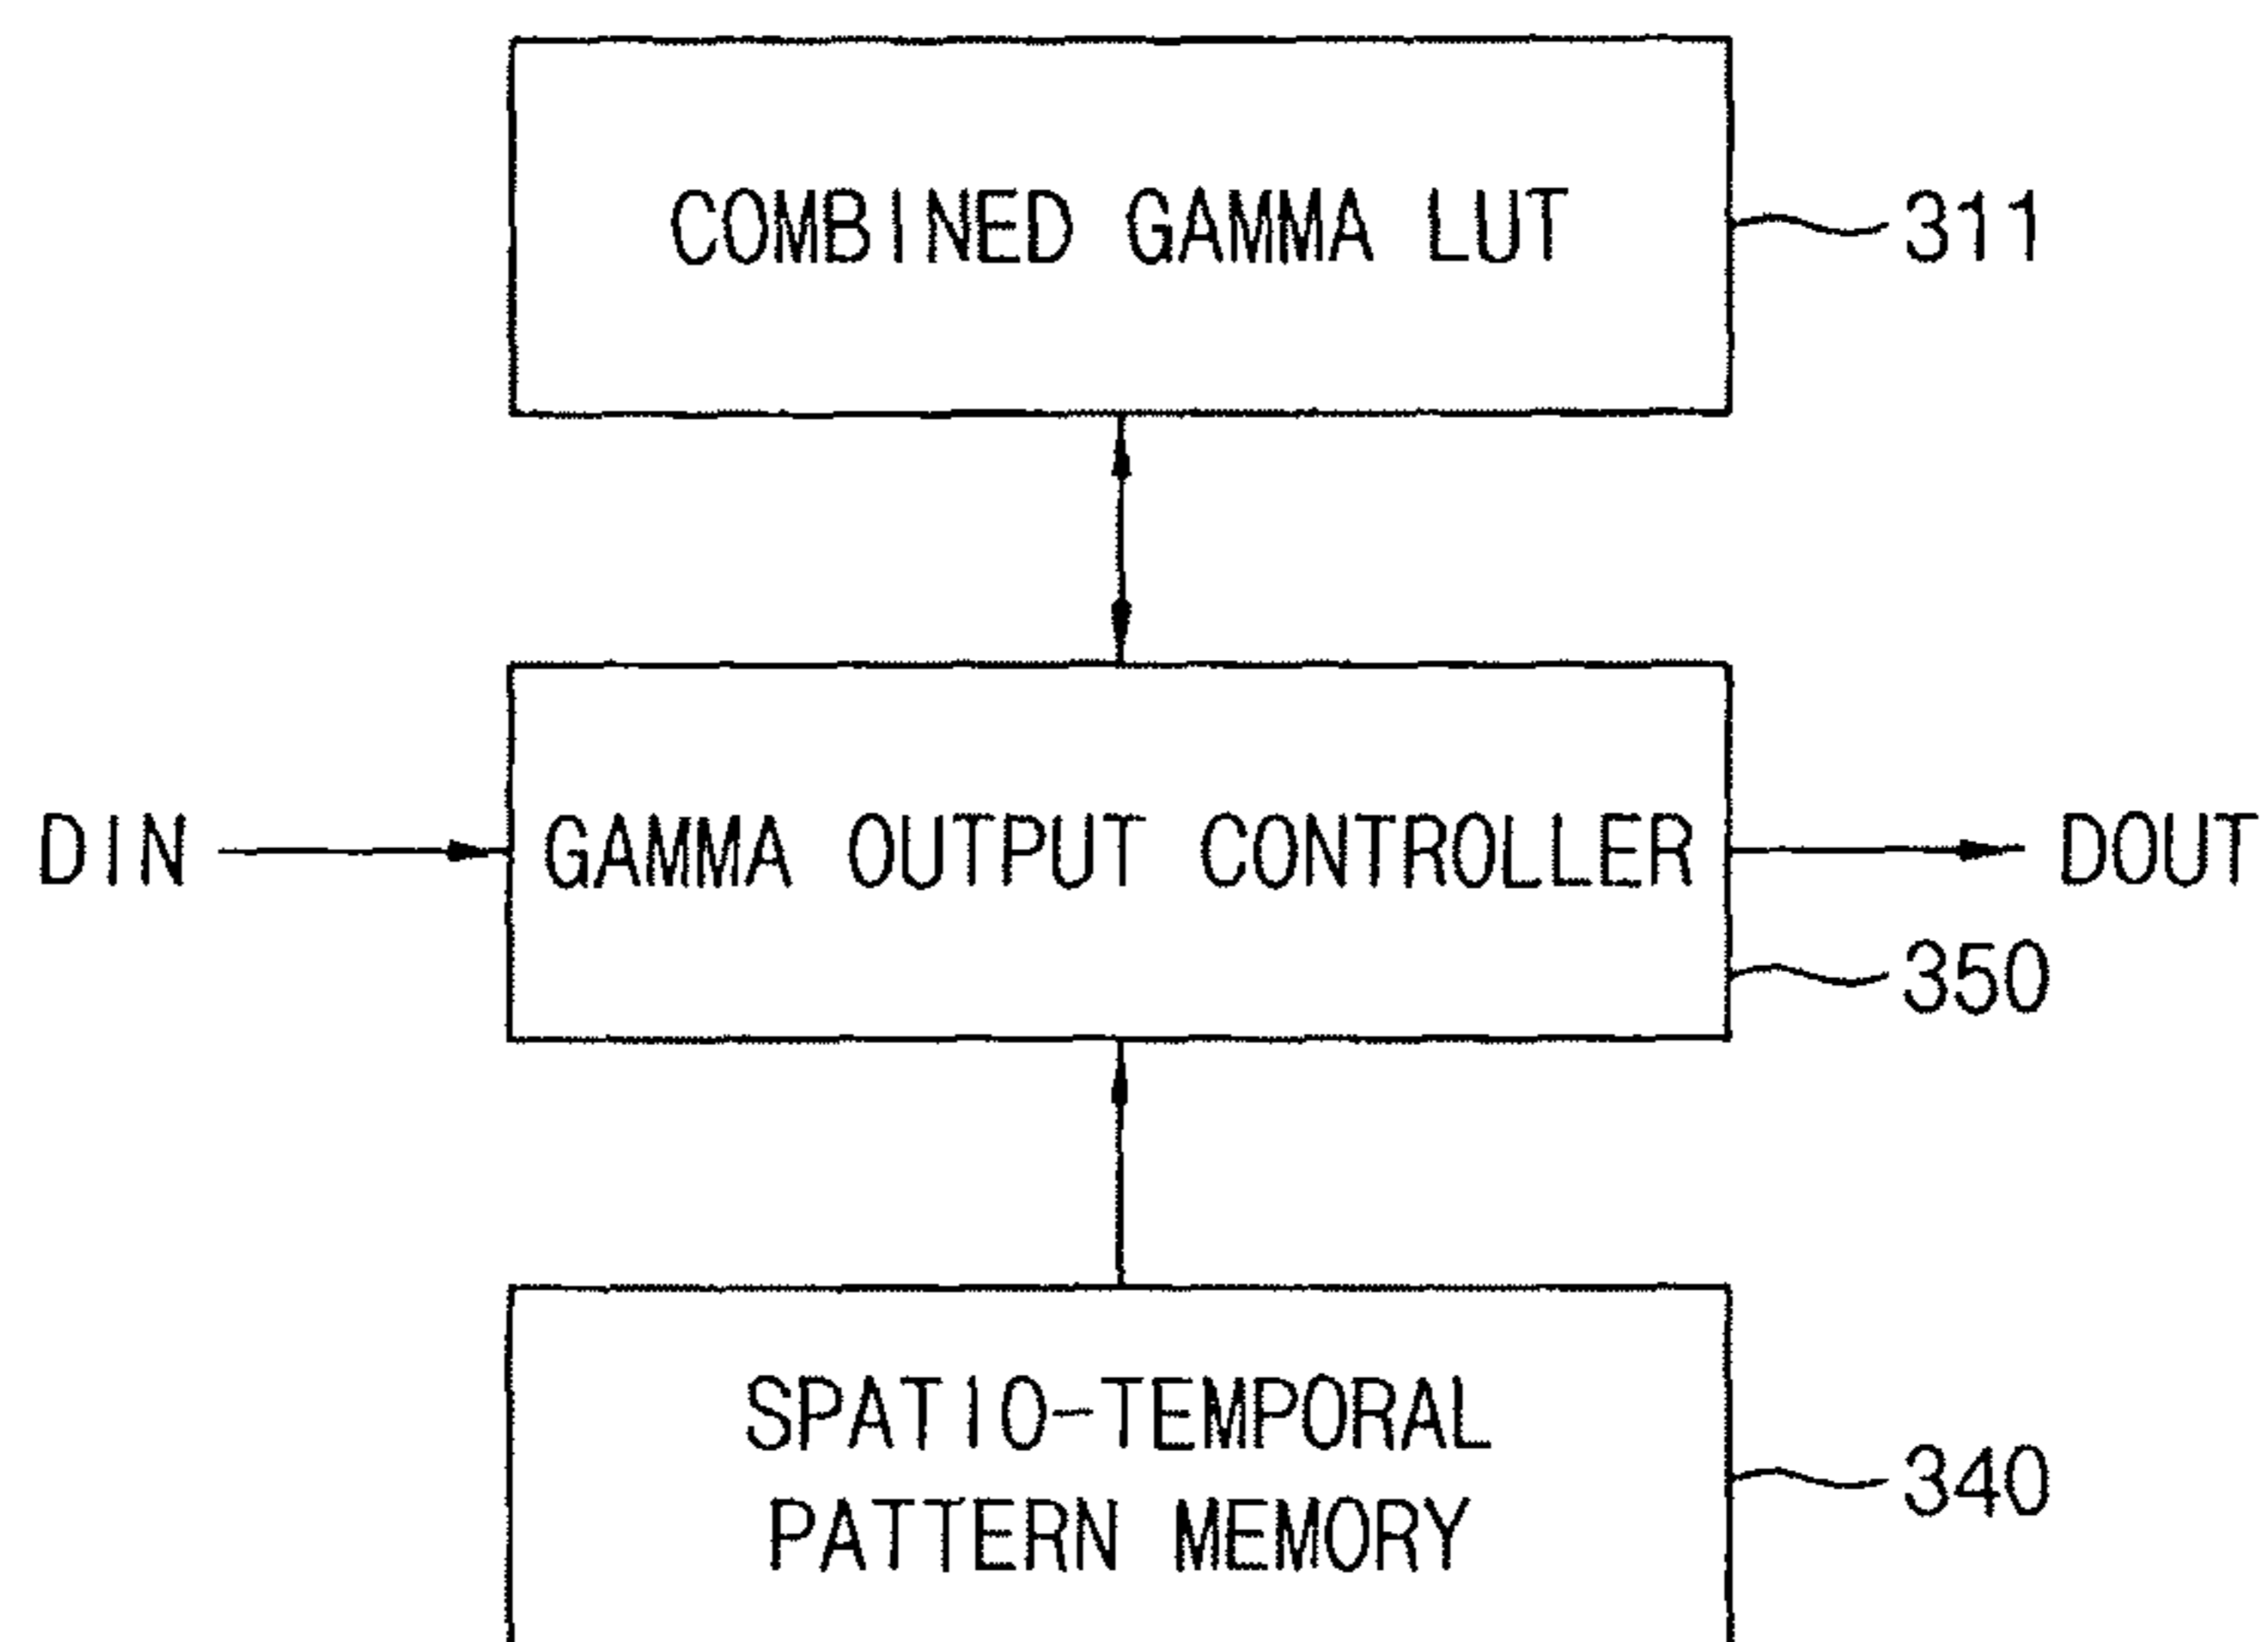 COMBINED GAMMA LUT
311
DIN
GAMMA OUTPUT CONTROLLER
DOUT
350
SPATIO-TEMPORAL
PATTERN MEMORY
340